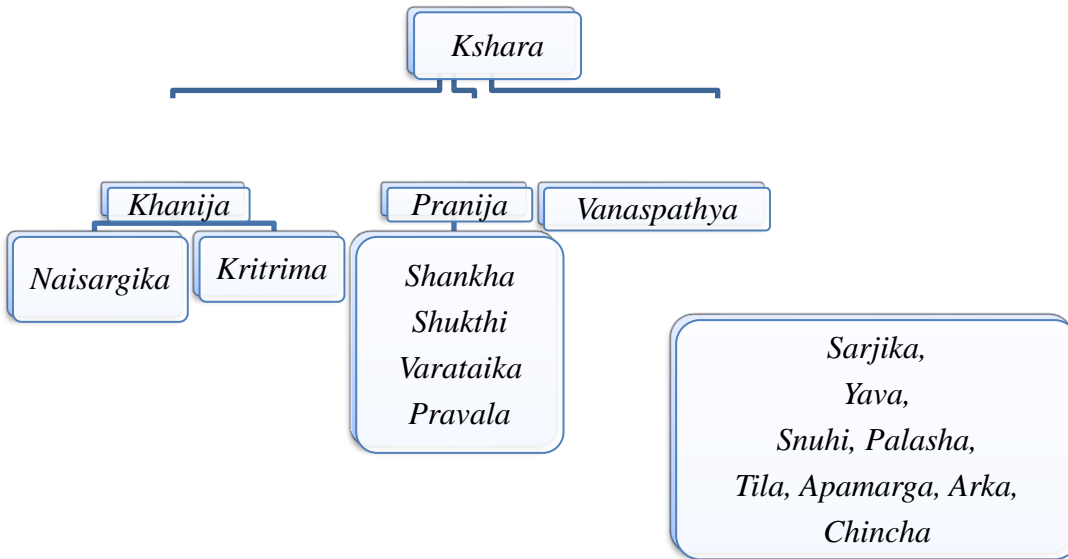 Kshara
Khanija
Pranija
Vanaspathya
Naisargika
Kritrima
Shankha
Shukthi
Varataika
Pravala
Sarjika,
Yava,
Snuhi, Palasha,
Tila, Apamarga, Arka,
Chincha